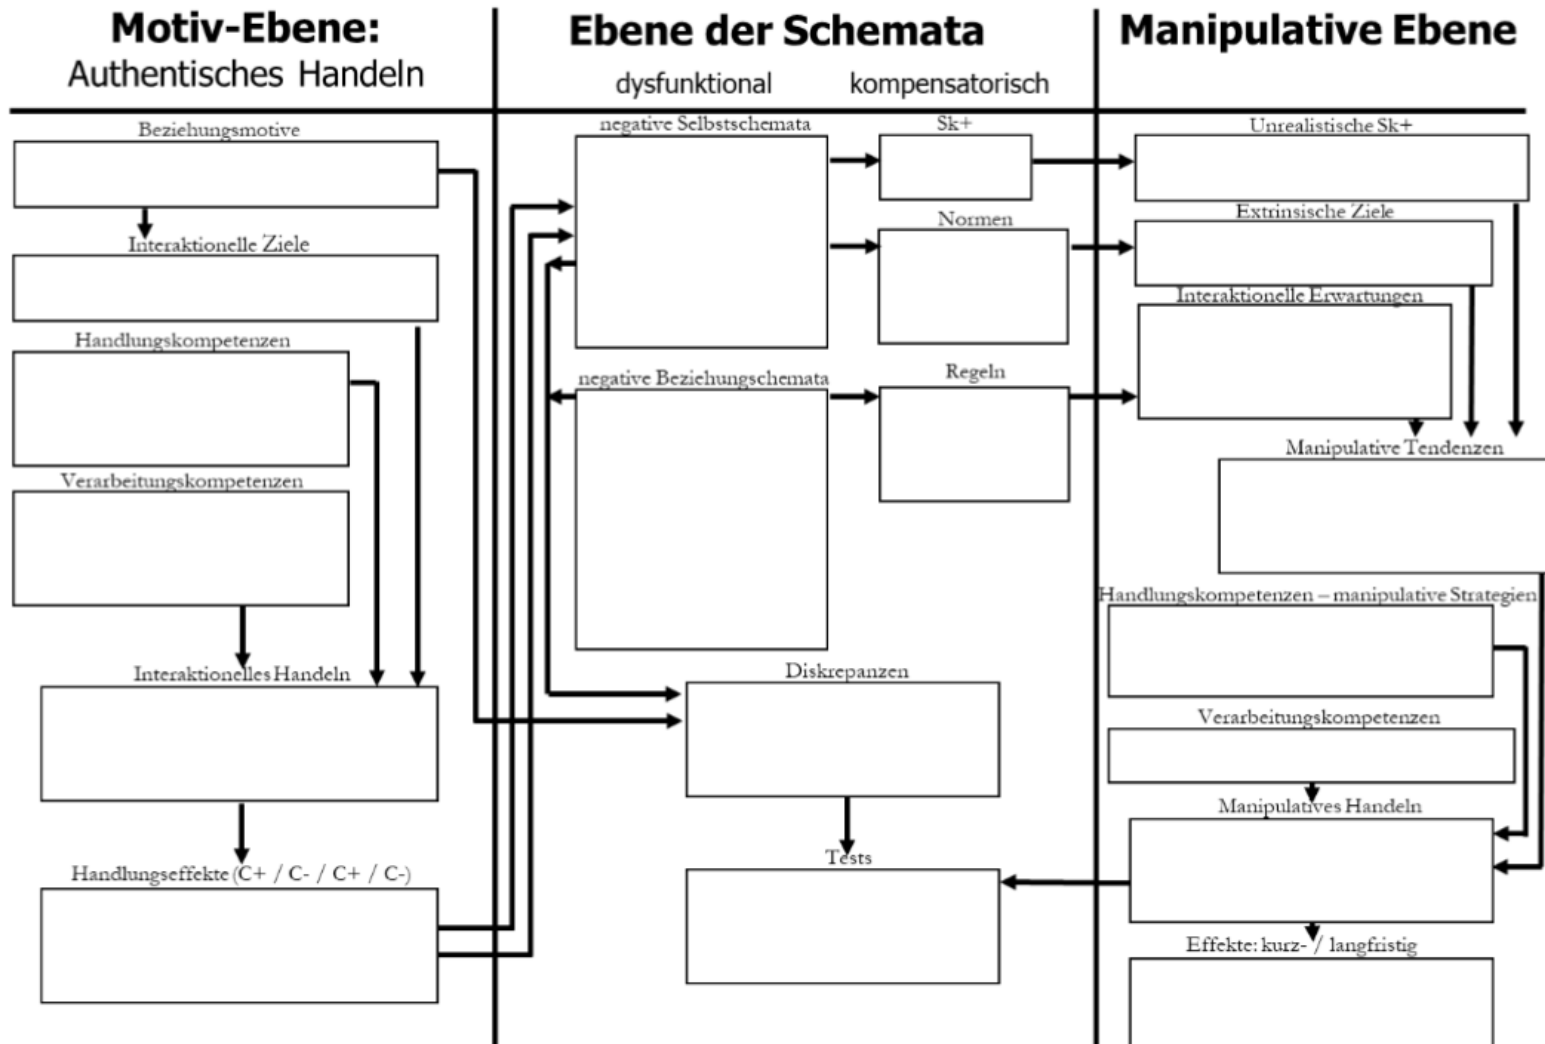 Motiv-Ebene:
Authentisches Handeln
Beziehungsmotive
Interaktionelle Ziele
Handlungskompetenzen
Verarbeitungskompetenzen
Interaktionelles Handeln
Handlungseffekte (C+ / C- / C+ / C-)
Ebene der Schemata
dysfunktional
kompensatorisch
negative Selbstschemata
Sk+
Normen
negative Beziehungschemata
Regeln
Diskrepanzen
Tests
Manipulative Ebene
Unrealistische Sk+
Extrinsische Ziele
Interaktionelle Erwartungen
Manipulative Tendenzen
Handlungskompetenzen – manipulative Strategien
Verarbeitungskompetenzen
Manipulatives Handeln
Effekte: kurz- / langfristig